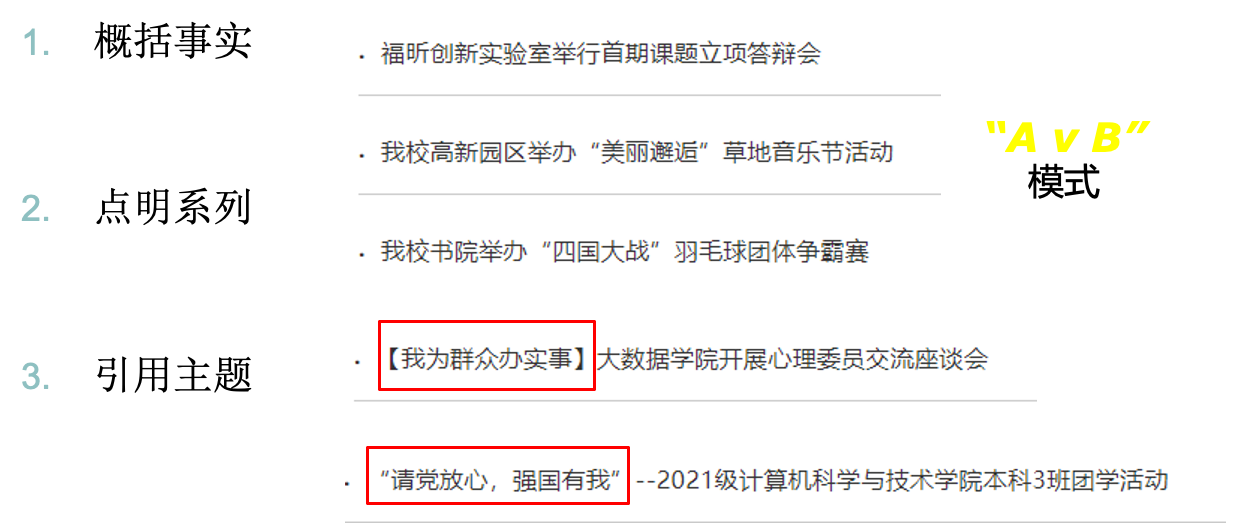 1. 概括事实
· 福昕创新实验室举行首期课题立项答辩会
“A v B”
· 我校高新园区举办“美丽邂逅”草地音乐节活动
模式
2. 点明系列
· 我校书院举办“四国大战”羽毛球团体争霸赛
3. 引用主题
· 【我为群众办实事】大数据学院开展心理委员交流座谈会
· “请党放心，强国有我”--2021级计算机科学与技术学院本科3班团学活动